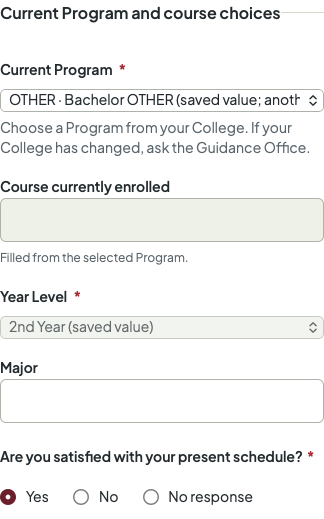 Current Program and course choices
Current Program *
OTHER · Bachelor OTHER (saved value; anoth
Choose a Program from your College. If your
College has changed, ask the Guidance Office.
Course currently enrolled
Filled from the selected Program.
Year Level *
2nd Year (saved value)
Major
Are you satisfied with your present schedule? *
Yes No No response